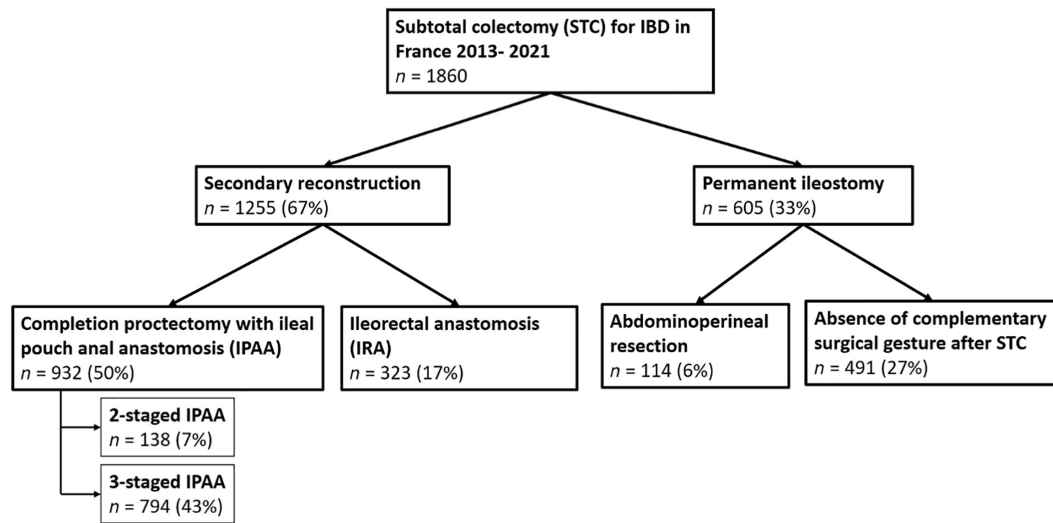 Subtotal colectomy (STC) for IBD in
France 2013- 2021
n = 1860
Secondary reconstruction
n = 1255 (67%)
Permanent ileostomy
n = 605 (33%)
Completion proctectomy with ileal
pouch anal anastomosis (IPAA)
n = 932 (50%)
Ileorectal anastomosis
(IRA)
n = 323 (17%)
Abdominoperineal
resection
n = 114 (6%)
Absence of complementary
surgical gesture after STC
n = 491 (27%)
2-staged IPAA
n = 138 (7%)
3-staged IPAA
n = 794 (43%)